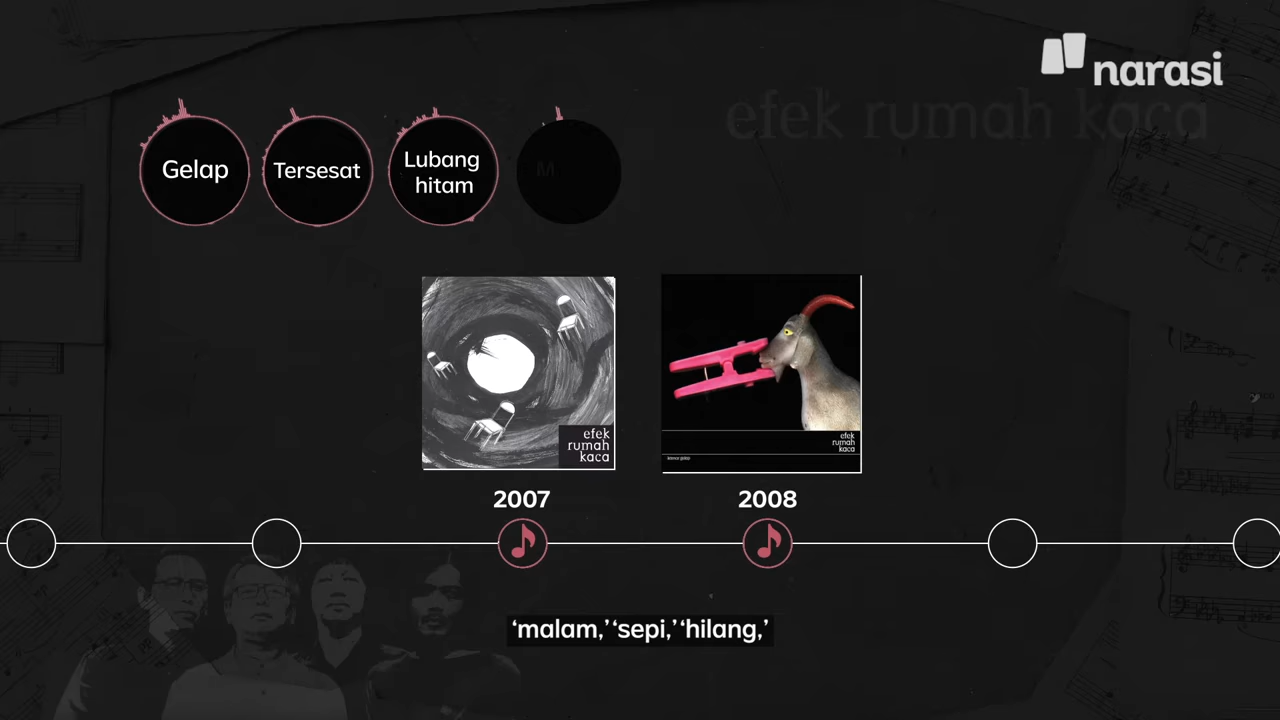 narasi
efek rumah kaca
Gelap
Tersesat
Lubang
hitam
M
efek
rumah
kaca
efek
rumah
kaca
2007
2008
‘malam,’ ‘sepi,’ ‘hilang,’